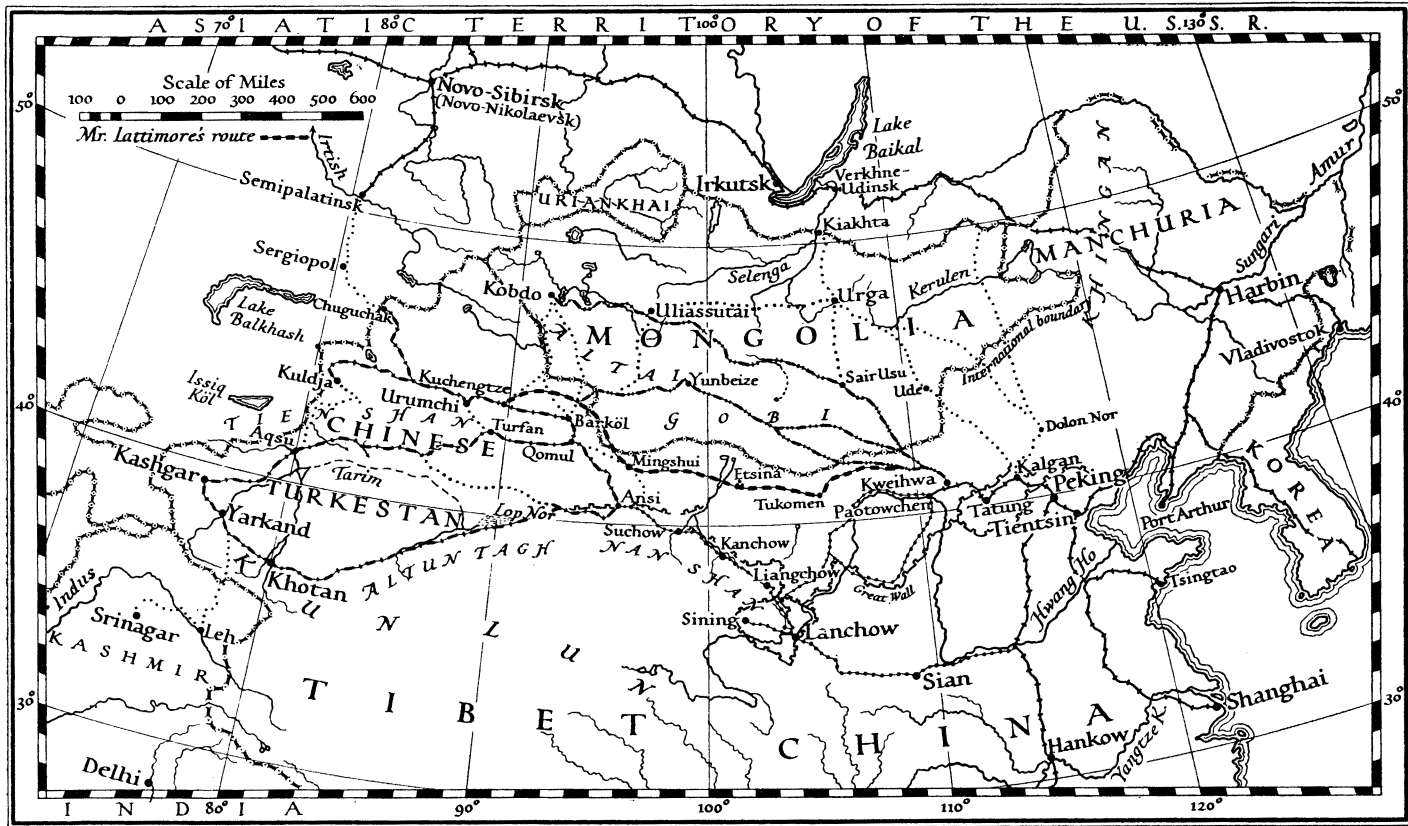 ASIATIC TERRITORY OF THE U.S.S.R.
70° 80° 100° 130°
Scale of Miles
100 0 100 200 300 400 500 600
Mr. Lattimore's route
50°
50°
Novo-Sibirsk
(Novo-Nikolaevsk)
Irtish
Semipalatinsk
Sergiopol
Lake
Balkhash
Chuguchak
Lake
Baikal
Irkutsk
Verkhne-
Udinsk
Kiakhta
URIANKHAI
Selenga
Kerulen
KHINGAN
MANCHURIA
Amur
Sungari
Harbin
Vladivostok
Kobdo
Uliassutai
Urga
MONGOLIA
International boundary
ALTAI
Yunbeize
Sair Usu
Ude
GOBI
Dolon Nor
40°
40°
Issiq
Köl
Kuldja
Kuchengtze
Urumchi
TIEN SHAN
Turfan
Barköl
Qomul
Aqsu
CHINESE
TURKESTAN
Kashgar
Tarim
Mingshui
Etsina
Tukomen
Kweihwa
Kalgan
Peking
Paotowchen
Tatung
Tientsin
Port Arthur
KOREA
Yarkand
Lop Nor
Ansi
Suchow
Kanchow
Khotan
ALTUN TAGH
NAN SHAN
Liangchow
Great Wall
Hwang Ho
Tsingtao
Indus
Srinagar
Leh
KASHMIR
KUNLUN
Sining
Lanchow
Sian
30°
30°
TIBET
CHINA
Shanghai
Hankow
Yangtze K.
Delhi
INDIA
80° 90° 100° 110° 120°